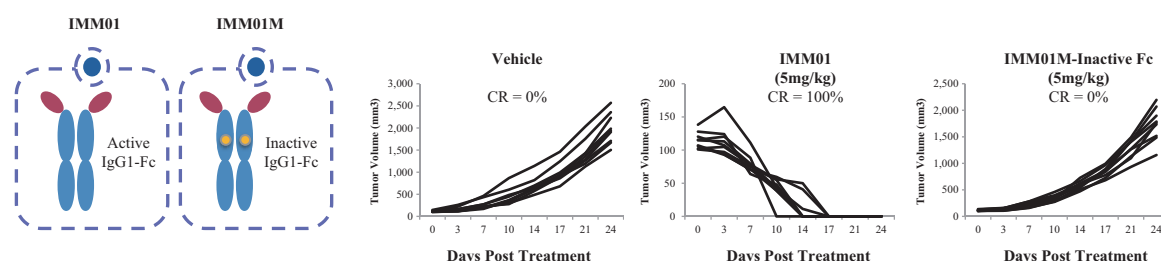 IMM01
IMM01M
Active
IgG1-Fc
Inactive
IgG1-Fc
Vehicle
CR = 0%
Tumor Volume (mm3)
3,000
2,500
2,000
1,500
1,000
500
0
0 3 7 10 14 17 21 24
Days Post Treatment
IMM01
(5mg/kg)
CR = 100%
Tumor Volume (mm3)
200
150
100
50
0
0 3 7 10 14 17 21 24
Days Post Treatment
IMM01M-Inactive Fc
(5mg/kg)
CR = 0%
Tumor Volume (mm3)
2,500
2,000
1,500
1,000
500
0
0 3 7 10 14 17 21 24
Days Post Treatment